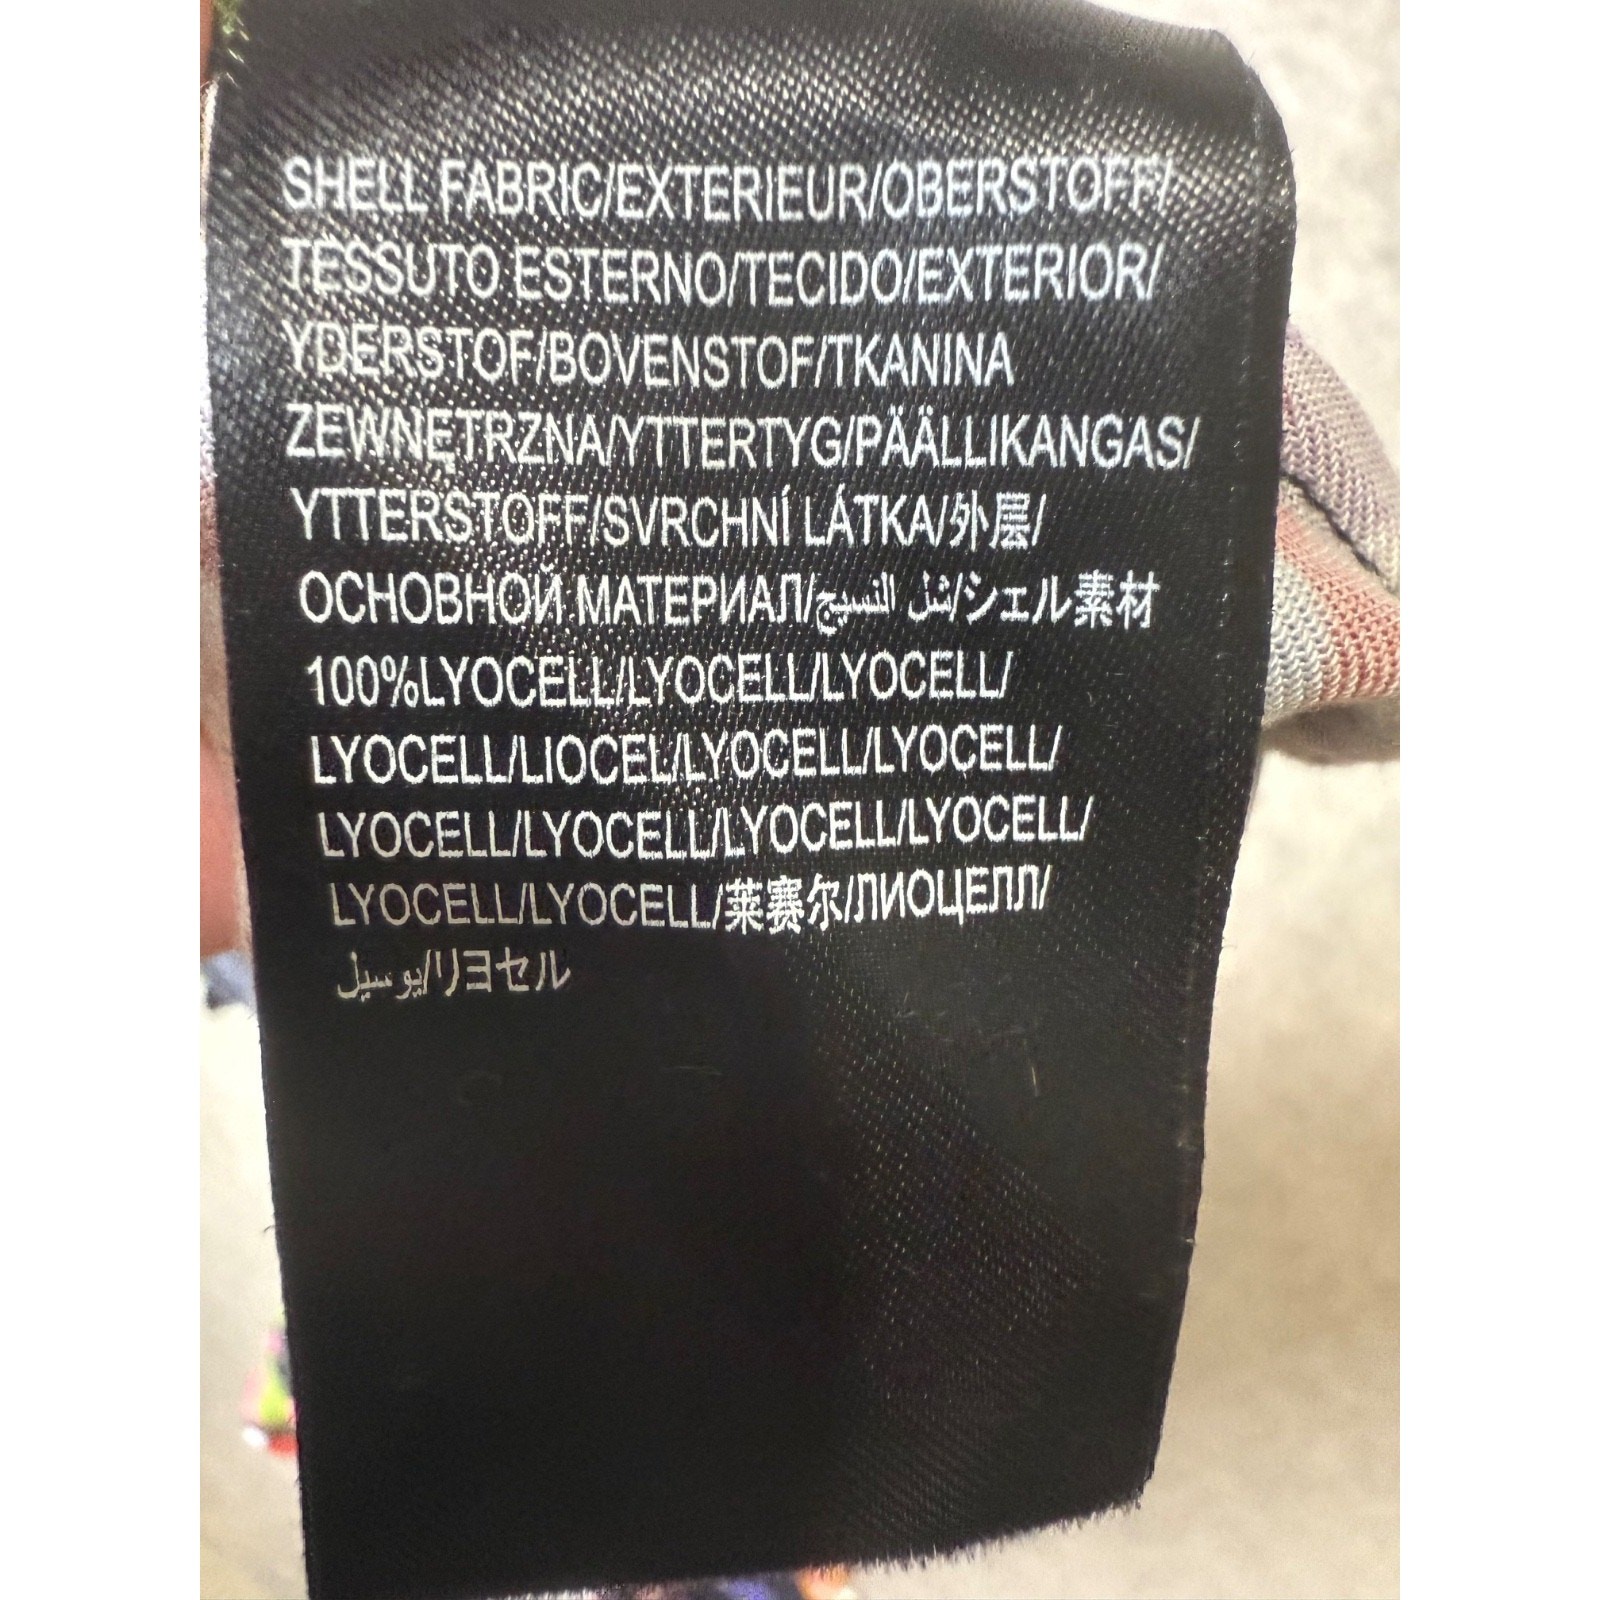 SHELL FABRIC/EXTERIEUR/OBERSTOFF/
TESSUTO ESTERNO/TECIDO/EXTERIOR/
YDERSTOF/BOVENSTOF/TKANINA
ZEWNĘTRZNA/YTTERTYG/PÄÄLLIKANGAS/
YTTERSTOFF/SVRCHNÍ LÁTKA/外层/
ОСНОВНОЙ МАТЕРИАЛ/شل النسيج/シェル素材
100%LYOCELL/LYOCELL/LYOCELL/
LYOCELL/LIOCEL/LYOCELL/LYOCELL/
LYOCELL/LYOCELL/LYOCELL/LYOCELL/
LYOCELL/LYOCELL/莱赛尔/ЛИОЦЕЛЛ/
يوسيل/リヨセル